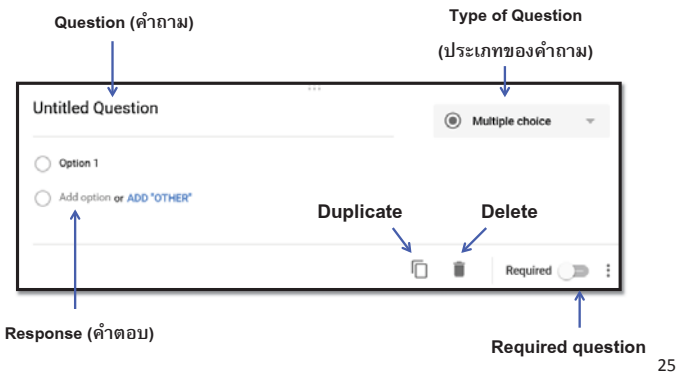 Question (คำถาม)
Type of Question
(ประเภทของคำถาม)
Untitled Question
Multiple choice
Option 1
Add option or ADD "OTHER"
Duplicate
Delete
Required
Response (คำตอบ)
Required question
25